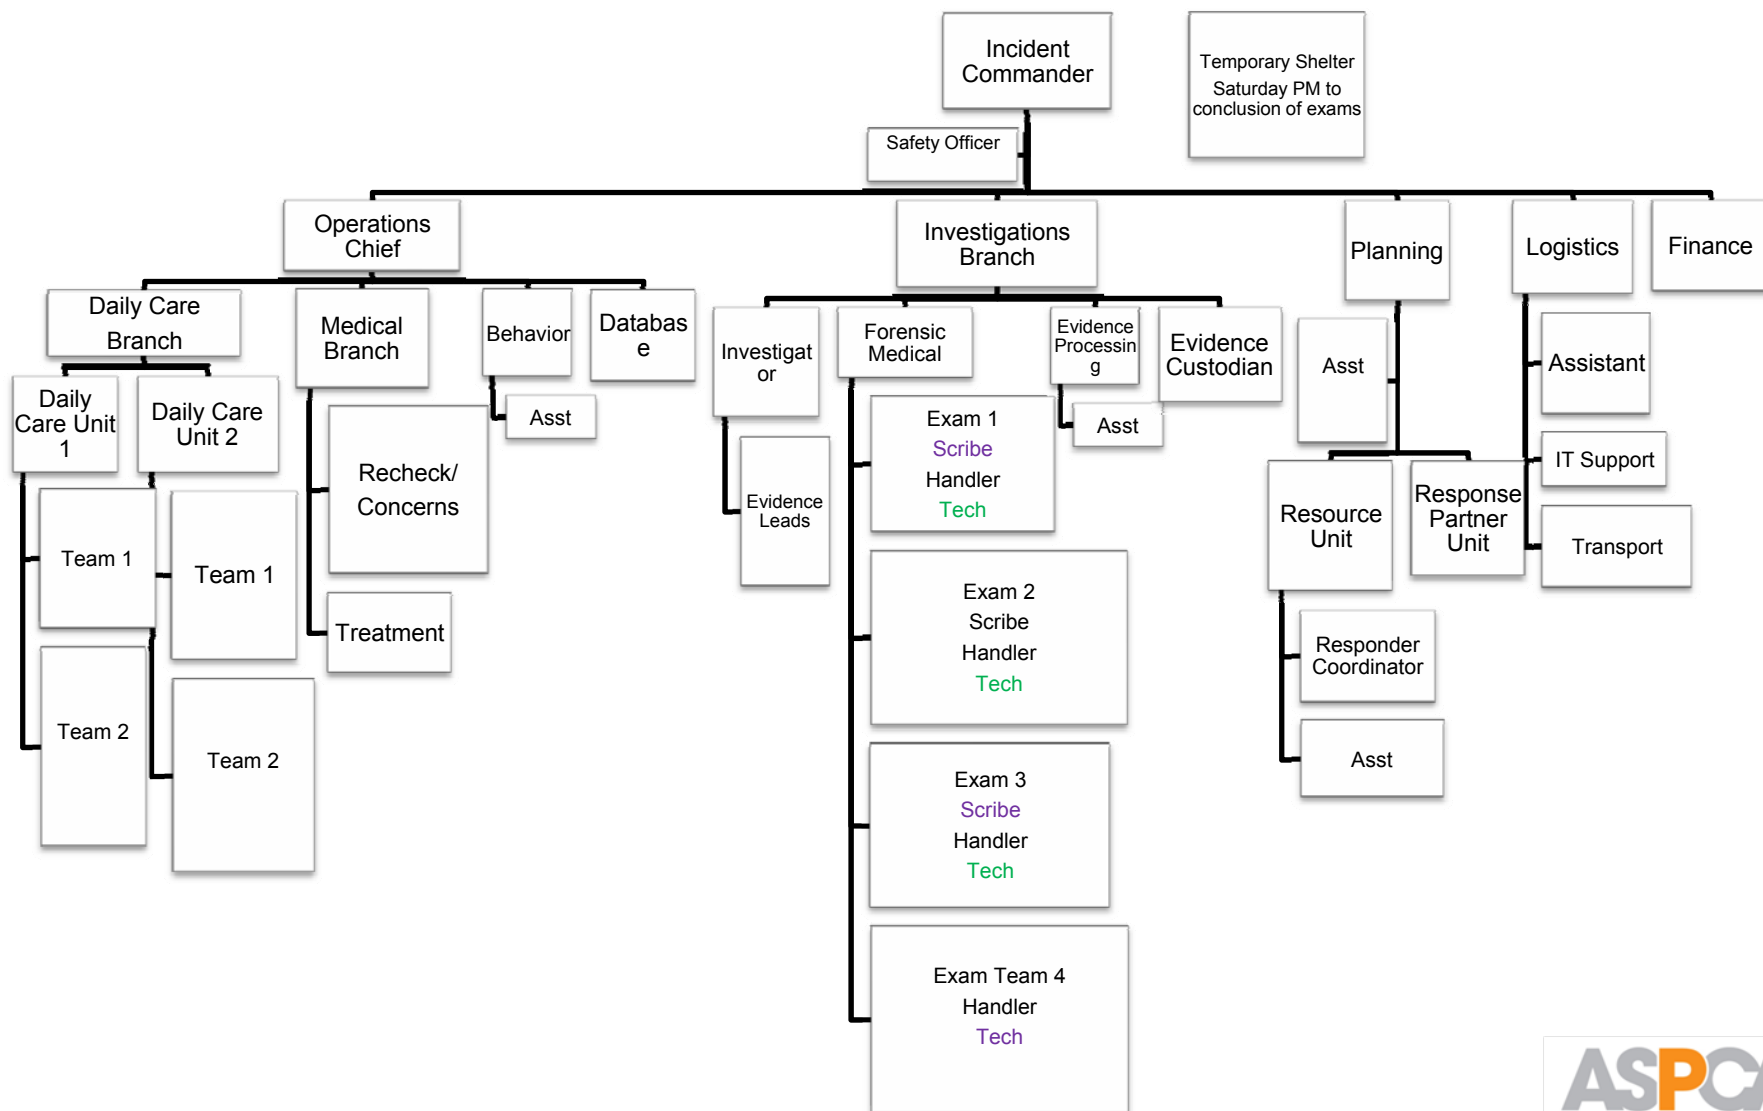 Incident
Commander
Temporary Shelter
Saturday PM to
conclusion of exams
Safety Officer
Operations
Chief
Investigations
Branch
Planning
Logistics
Finance
Daily Care
Branch
Medical
Branch
Behavior
Databas
e
Investigat
or
Forensic
Medical
Evidence
Processin
g
Evidence
Custodian
Asst
Assistant
Daily
Care Unit
1
Daily Care
Unit 2
Asst
Asst
Recheck/
Concerns
Evidence
Leads
Exam 1
Scribe
Handler
Tech
IT Support
Resource
Unit
Response
Partner
Unit
Transport
Team 1
Team 1
Treatment
Exam 2
Scribe
Handler
Tech
Responder
Coordinator
Team 2
Team 2
Asst
Exam 3
Scribe
Handler
Tech
Exam Team 4
Handler
Tech
ASPCA